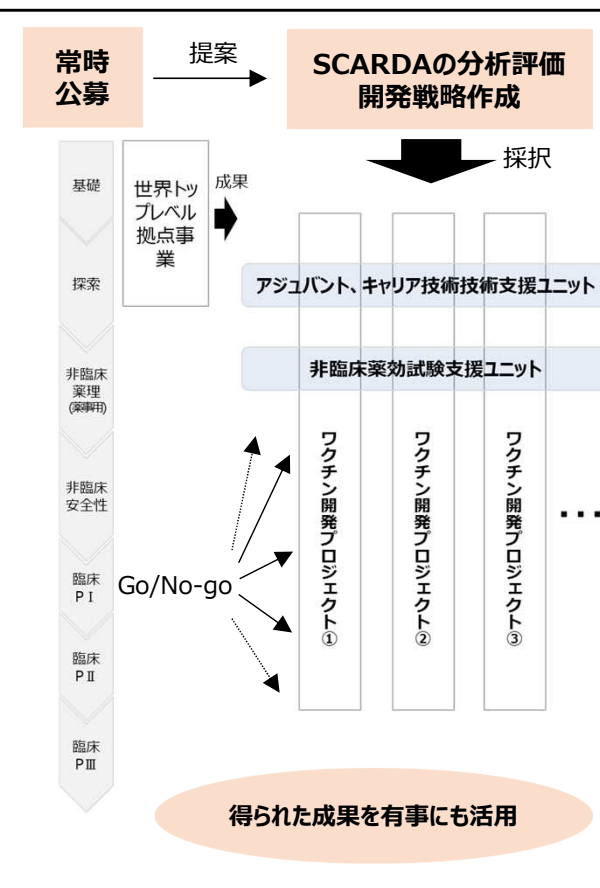 常時
公募
提案
SCARDAの分析評価
開発戦略作成
採択
基礎
世界トッ
プレベル
拠点事
業
成果
探索
アジュバント、キャリア技術技術支援ユニット
非臨床
薬理
(薬事用)
非臨床薬効試験支援ユニット
非臨床
安全性
ワクチン開発プロジェクト①
ワクチン開発プロジェクト②
ワクチン開発プロジェクト③
…
臨床
PⅠ
Go/No-go
臨床
PⅡ
臨床
PⅢ
得られた成果を有事にも活用